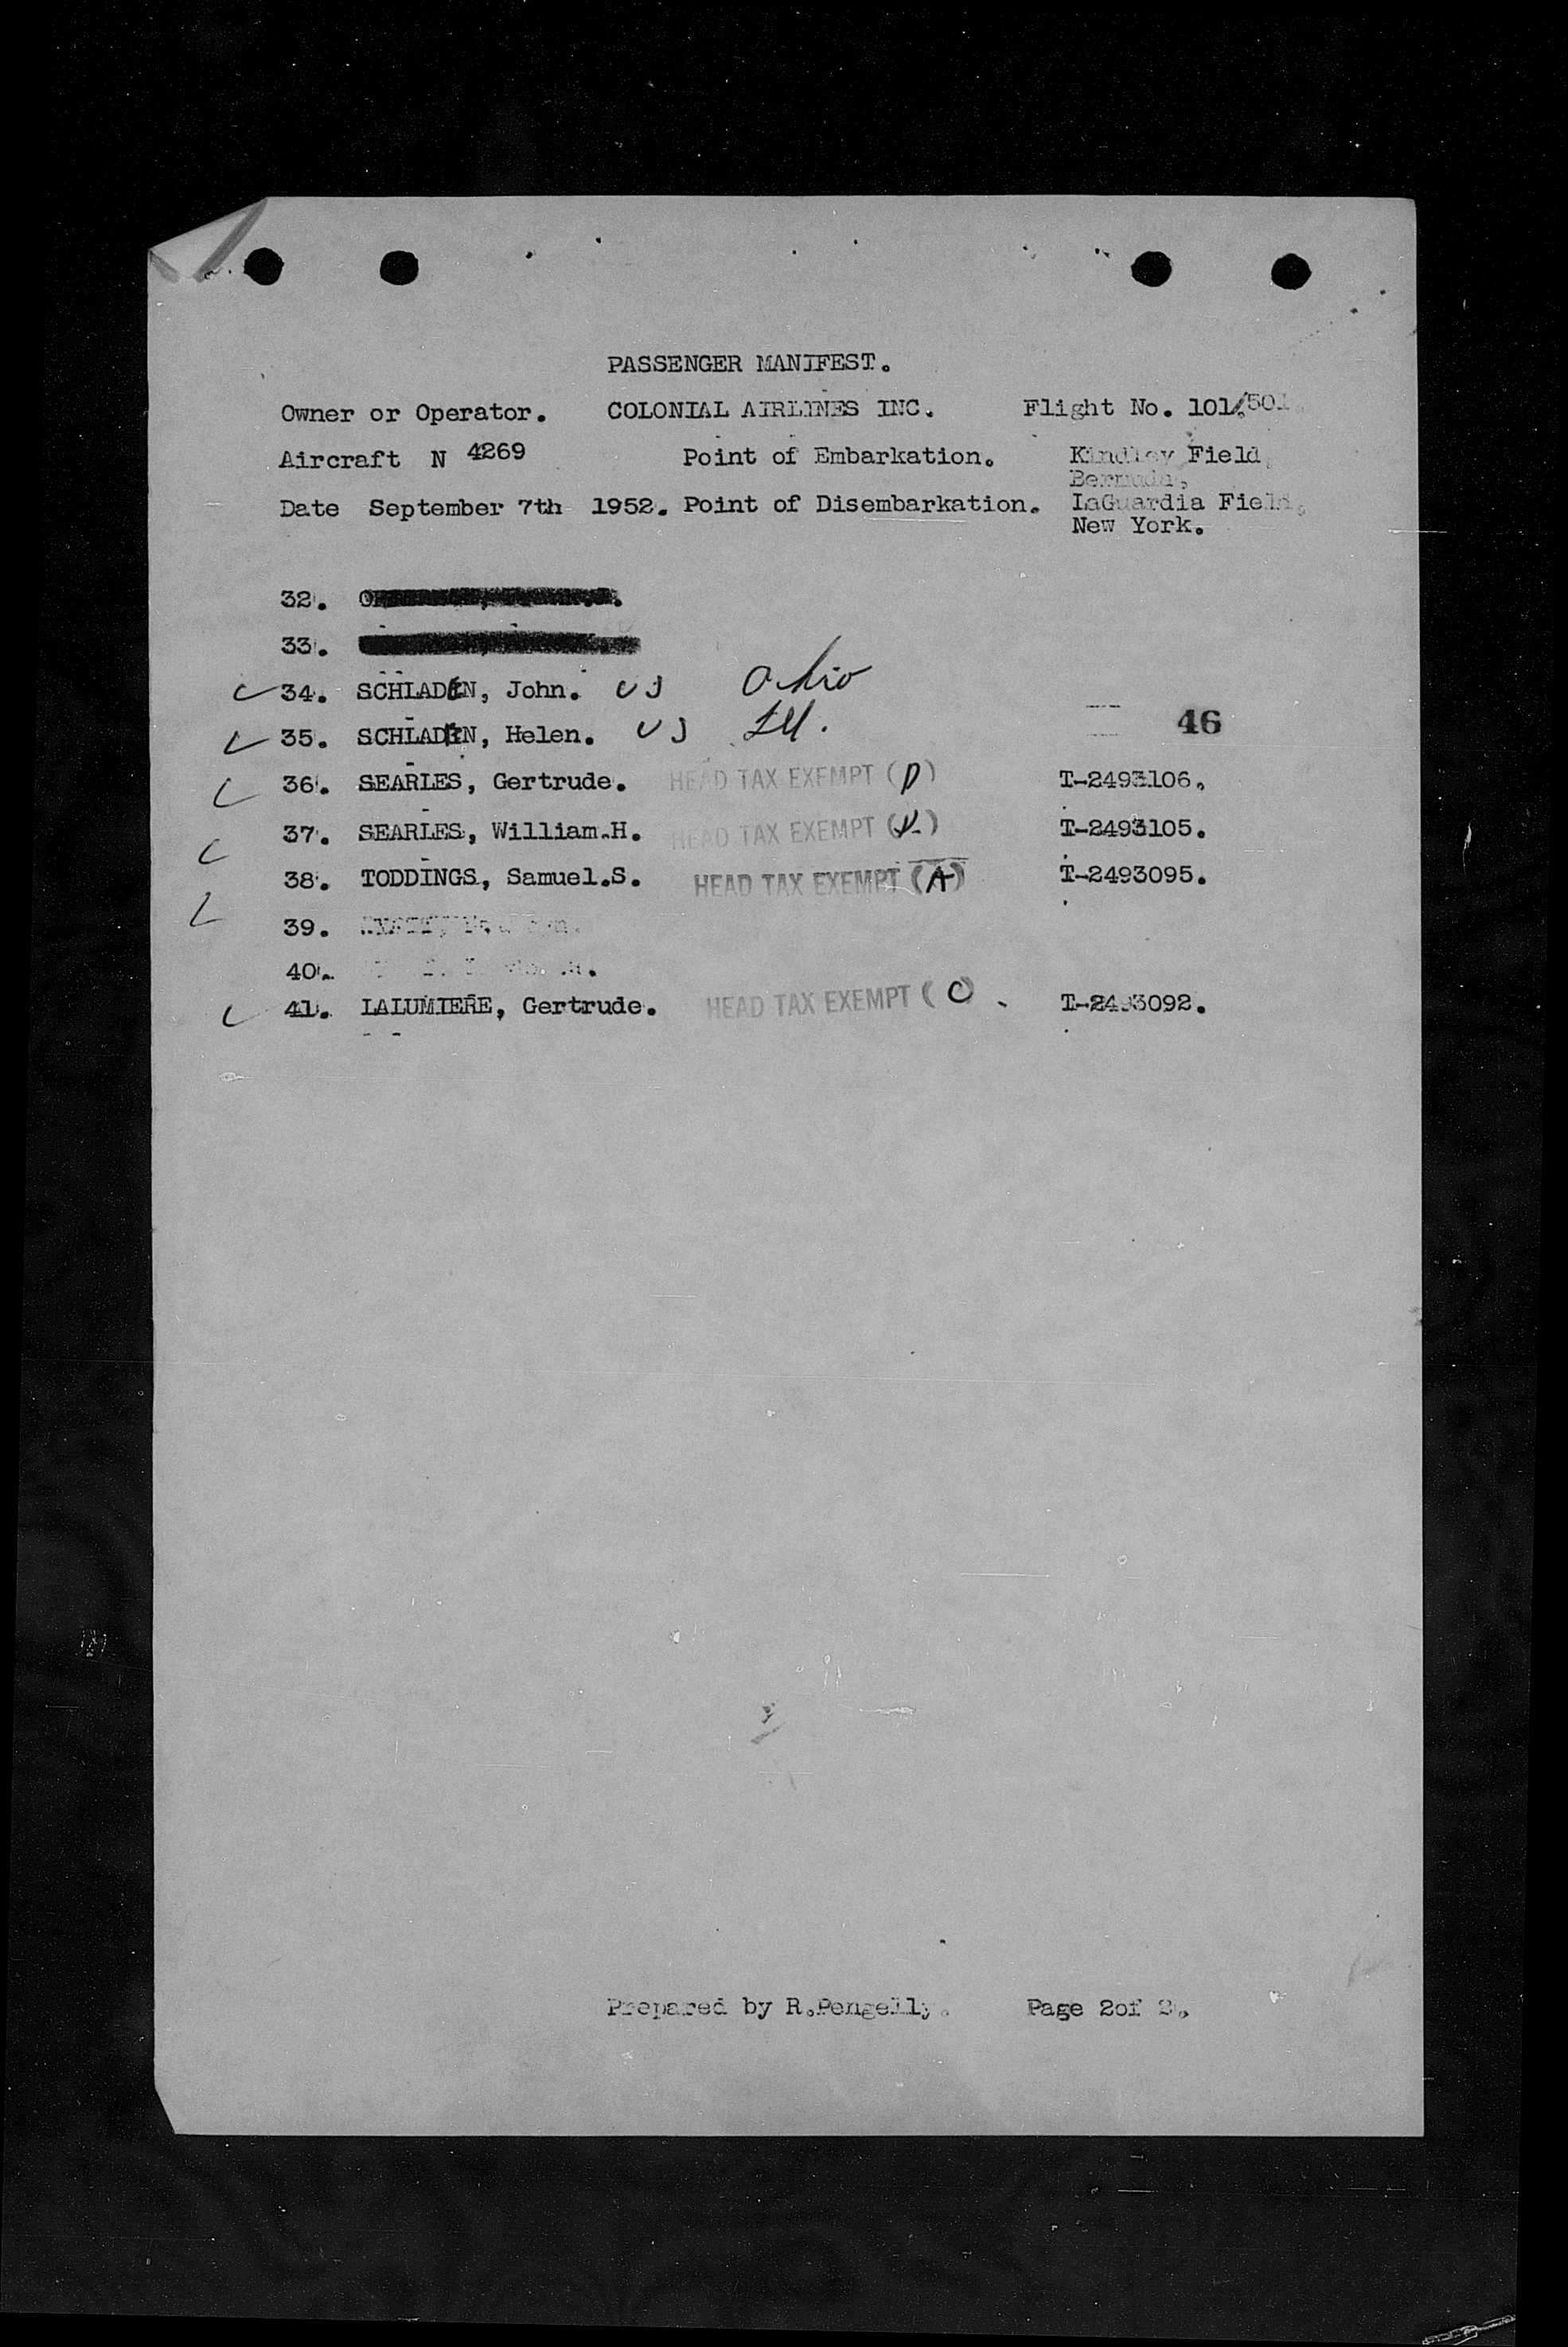 PASSENGER MANIFEST.
Owner or Operator. COLONIAL AIRLINES INC. Flight No. 101/501.
Aircraft N 4269 Point of Embarkation. Kindley Field,
Bermuda,
Date September 7th 1952. Point of Disembarkation. LaGuardia Field,
New York.
32.
33.
34. SCHLADEN, John. US Ohio
35. SCHLADEN, Helen. US Ill. 46
36. SEARLES, Gertrude. HEAD TAX EXEMPT (D) T-2493106.
37. SEARLES, William.H. HEAD TAX EXEMPT ( ) T-2493105.
38. TODDINGS, Samuel.S. HEAD TAX EXEMPT (A) T-2493095.
39.
40.
41. LALUMIERE, Gertrude. HEAD TAX EXEMPT (C) T-2493092.
Prepared by R.Pengelly. Page 2of 2.